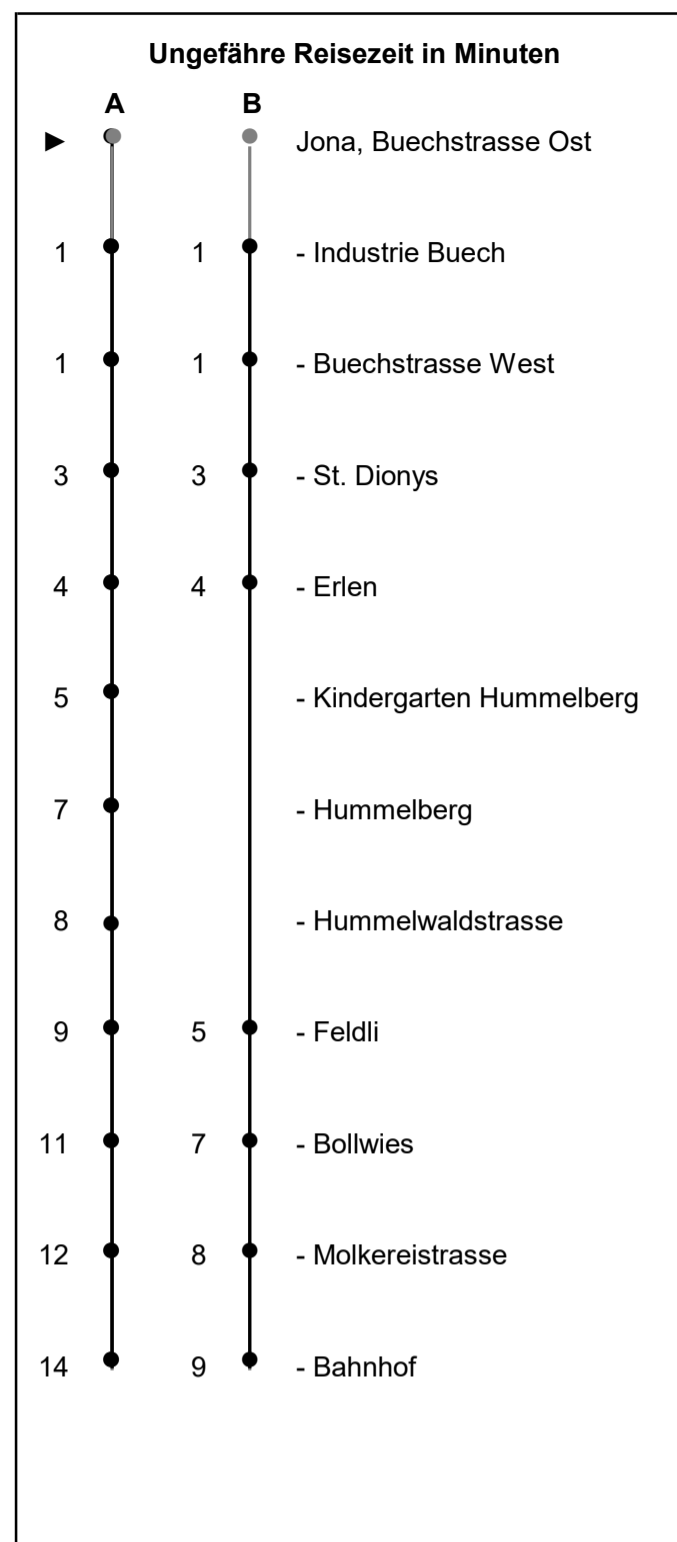 Ungefähre Reisezeit in Minuten
A B
► Jona, Buechstrasse Ost
1 1 - Industrie Buech
1 1 - Buechstrasse West
3 3 - St. Dionys
4 4 - Erlen
5 - Kindergarten Hummelberg
7 - Hummelberg
8 - Hummelwaldstrasse
9 5 - Feldli
11 7 - Bollwies
12 8 - Molkereistrasse
14 9 - Bahnhof